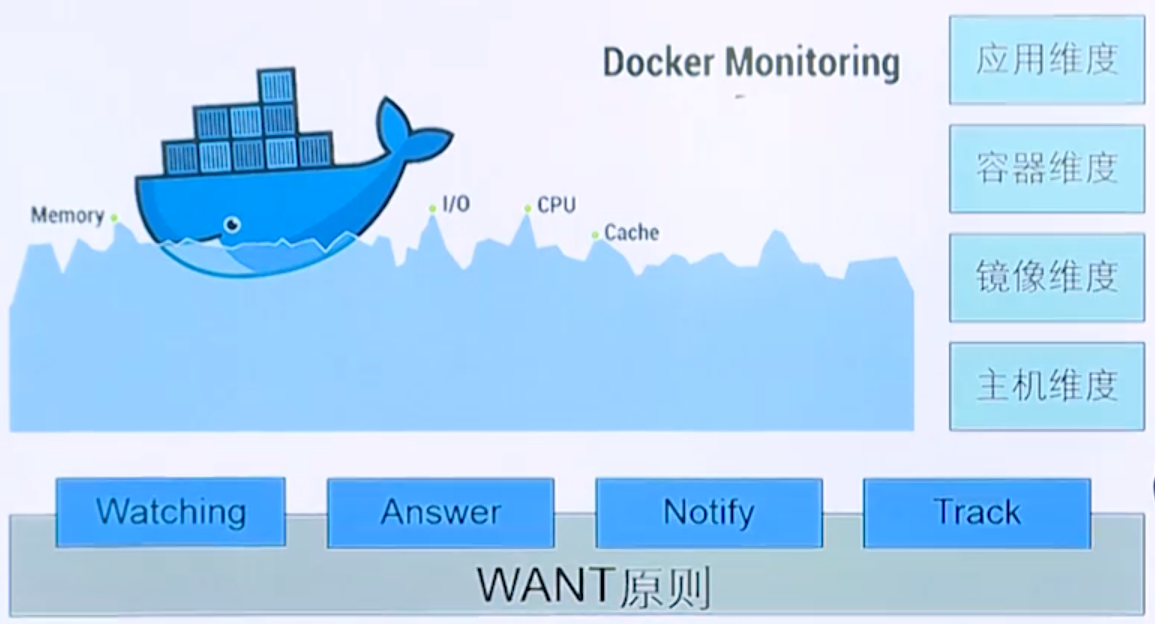 Docker Monitoring
Memory
I/O
CPU
Cache
应用维度
容器维度
镜像维度
主机维度
Watching
Answer
Notify
Track
WANT原则